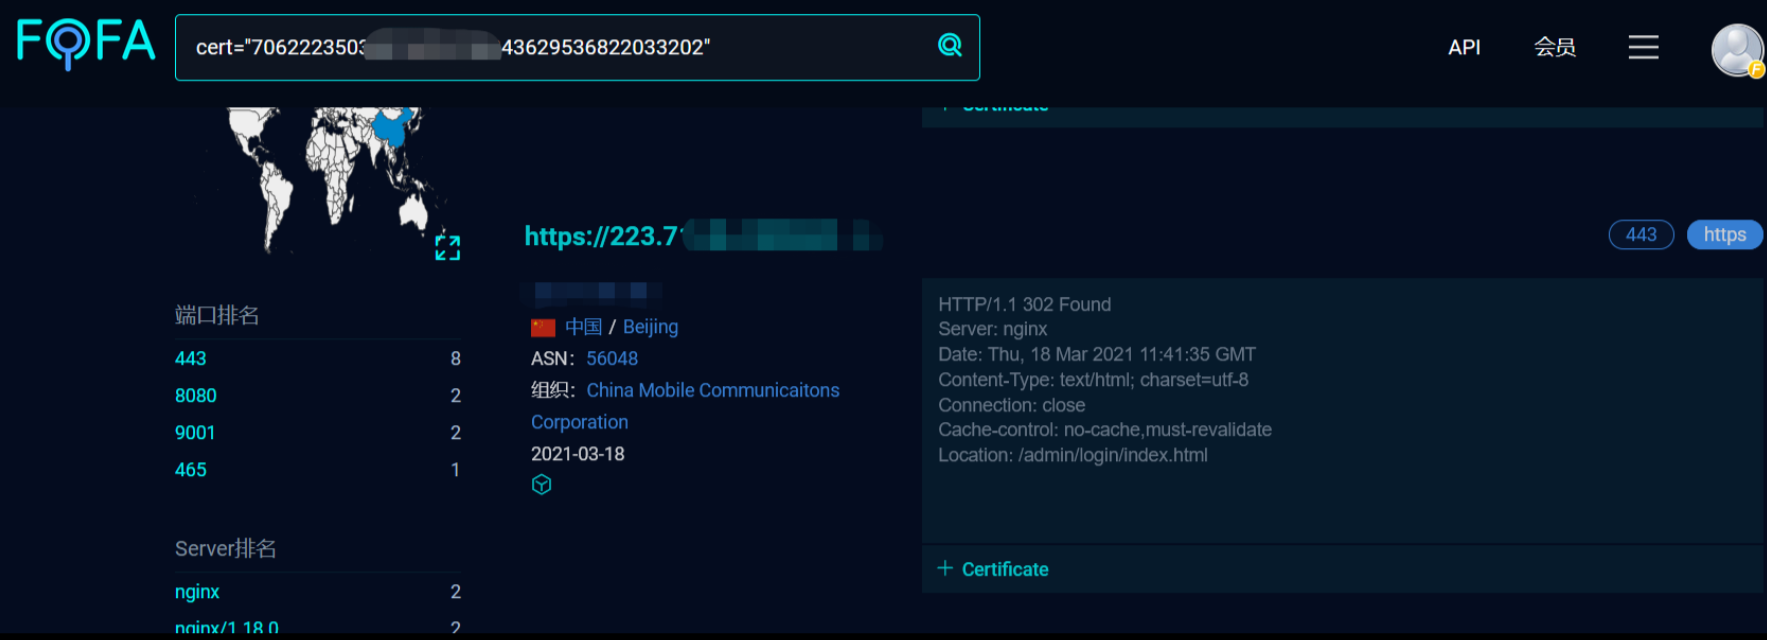 FOFA
cert="7062223503 43629536822033202"
API
会员
Certificate
https://223.7
443
https
端口排名
443 8
8080 2
9001 2
465 1
Server排名
nginx 2
nginx/1.18.0 2
中国 / Beijing
ASN: 56048
组织: China Mobile Communicaitons
Corporation
2021-03-18
HTTP/1.1 302 Found
Server: nginx
Date: Thu, 18 Mar 2021 11:41:35 GMT
Content-Type: text/html; charset=utf-8
Connection: close
Cache-control: no-cache,must-revalidate
Location: /admin/login/index.html
+ Certificate